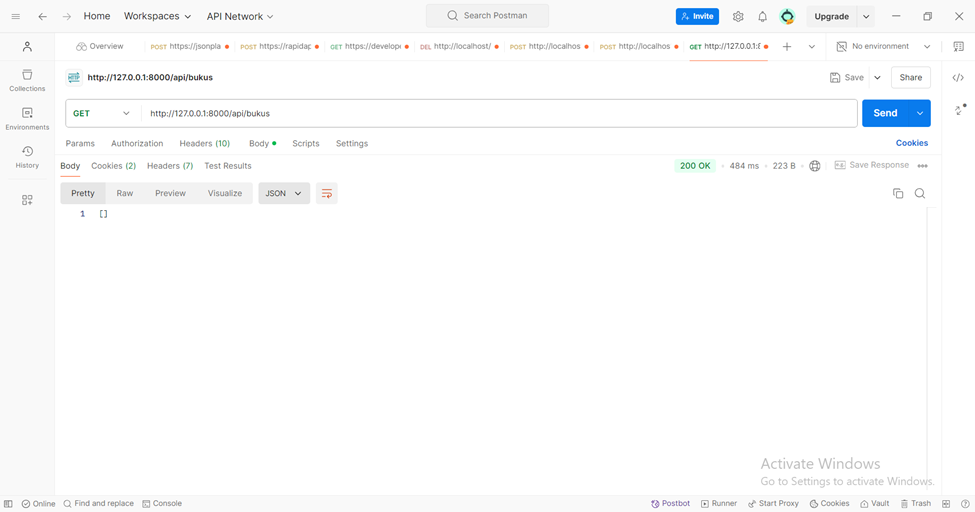 Home Workspaces API Network Search Postman Invite Upgrade
Overview POST https://jsonpla POST https://rapidap GET https://develop DEL http://localhost/ POST http://localhos POST http://localhos GET http://127.0.0.1:8 No environment
http://127.0.0.1:8000/api/bukus Save Share
Collections
GET http://127.0.0.1:8000/api/bukus Send
Environments
Params Authorization Headers (10) Body Scripts Settings Cookies
History
Body Cookies (2) Headers (7) Test Results 200 OK 484 ms 223 B Save Response
Pretty Raw Preview Visualize JSON
1 []
Activate Windows
Go to Settings to activate Windows.
Online Find and replace Console Postbot Runner Start Proxy Cookies Vault Trash